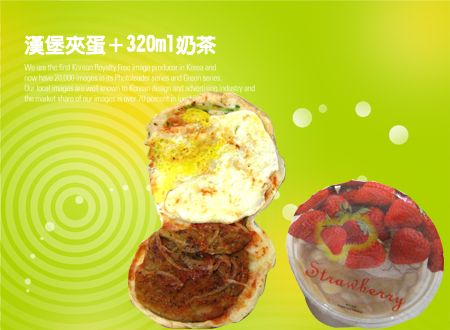 漢堡夾蛋+320ml奶茶
We are the first Korean Royalty Free image producer in Korea and
now have 20,000 images in its Photoleader series and Green series.
Our local images are well known to Korean design and advertising industry and
the market share of our images is over 70 percent in
Strawberry